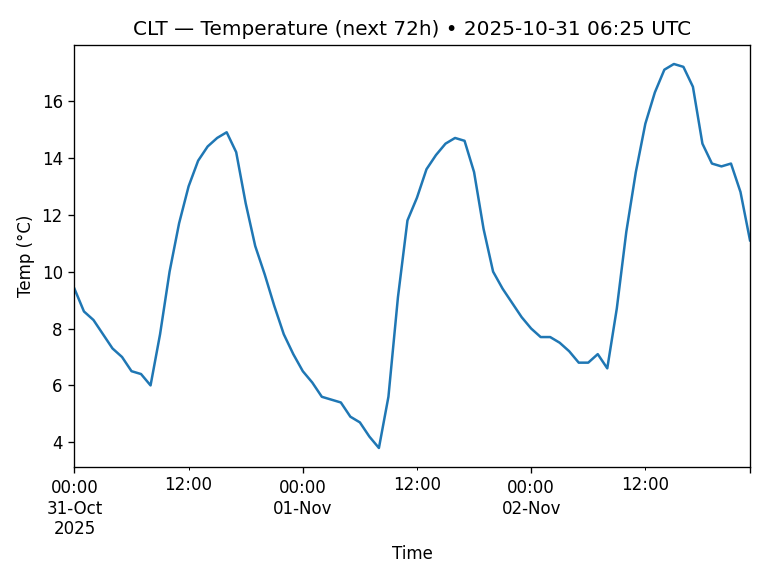 CLT — Temperature (next 72h) • 2025-10-31 06:25 UTC
Temp (°C)
16
14
12
10
8
6
4
00:00 12:00 00:00 12:00 00:00 12:00
31-Oct 01-Nov 02-Nov
2025
Time